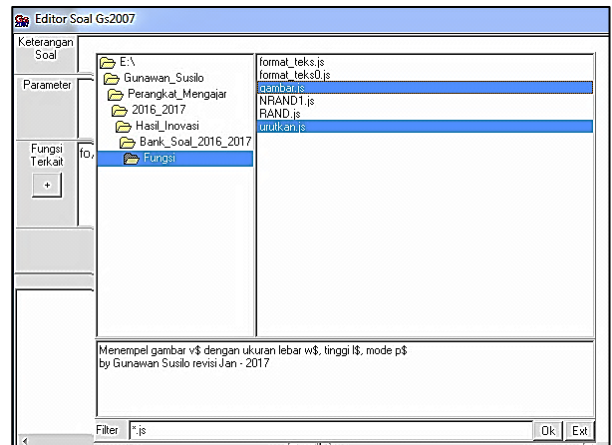 Editor Soal Gs2007
Keterangan
Soal
Parameter
Fungsi
Terkait
fo,
+
E:\
Gunawan_Susilo
Perangkat_Mengajar
2016_2017
Hasil_Inovasi
Bank_Soal_2016_2017
Fungsi
format_teks.js
format_teks0.js
gambar.js
NRAND1.js
RAND.js
urutkan.js
Menempel gambar v$ dengan ukuran lebar w$, tinggi l$, mode p$
by Gunawan Susilo revisi Jan - 2017
Filter *.js Ok Ext